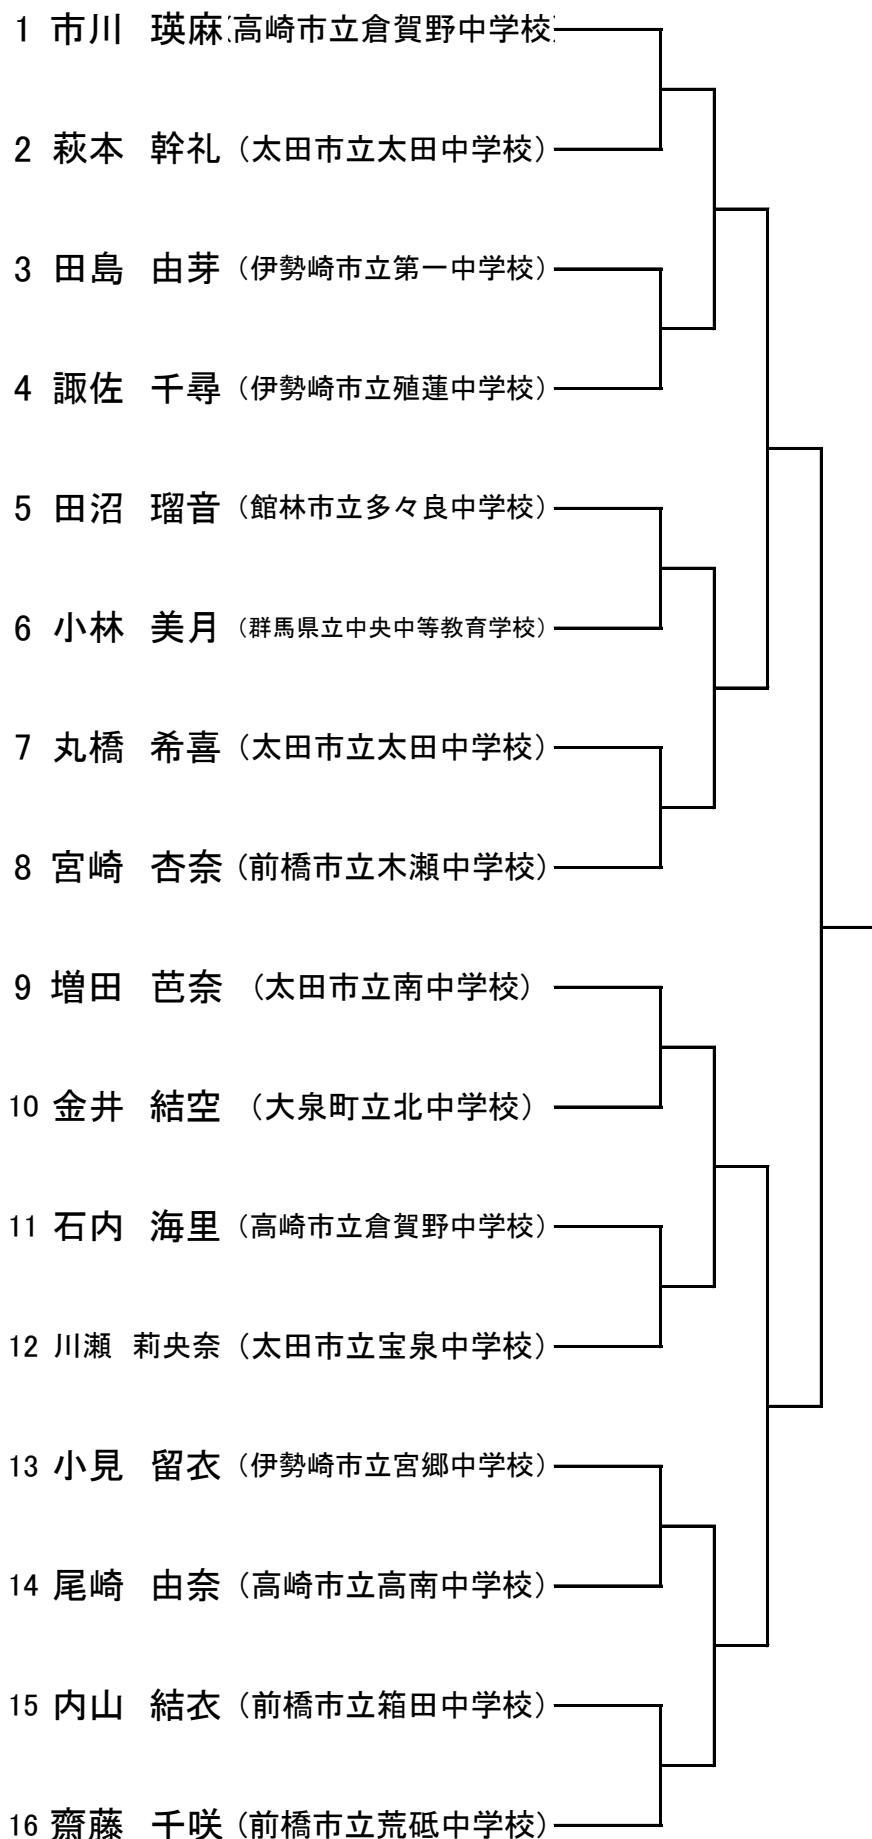 1 市川 瑛麻(高崎市立倉賀野中学校)
2 萩本 幹礼 (太田市立太田中学校)
3 田島 由芽 (伊勢崎市立第一中学校)
4 諏佐 千尋 (伊勢崎市立殖蓮中学校)
5 田沼 瑠音 (館林市立多々良中学校)
6 小林 美月 (群馬県立中央中等教育学校)
7 丸橋 希喜 (太田市立太田中学校)
8 宮崎 杏奈 (前橋市立木瀬中学校)
9 増田 芭奈 (太田市立南中学校)
10 金井 結空 (大泉町立北中学校)
11 石内 海里 (高崎市立倉賀野中学校)
12 川瀬 莉央奈 (太田市立宝泉中学校)
13 小見 留衣 (伊勢崎市立宮郷中学校)
14 尾崎 由奈 (高崎市立高南中学校)
15 内山 結衣 (前橋市立箱田中学校)
16 齋藤 千咲 (前橋市立荒砥中学校)